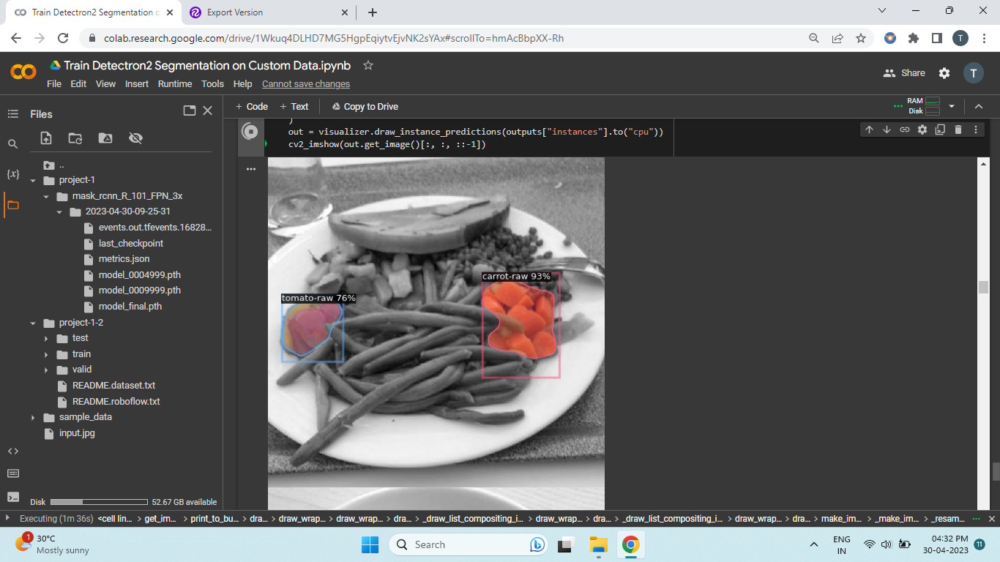 Train Detectron2 Segmentation o
Export Version
colab.research.google.com/drive/1Wkuq4DLHD7MG5HgpEqiytvEjvNK2sYAx#scrollTo=hmAcBbpXX-Rh
T
Train Detectron2 Segmentation on Custom Data.ipynb
Share
T
File Edit View Insert Runtime Tools Help Cannot save changes
Files
+ Code + Text Copy to Drive
RAM
Disk
)
out = visualizer.draw_instance_predictions(outputs["instances"].to("cpu"))
cv2_imshow(out.get_image()[:, :, ::-1])
{x}
..
project-1
mask_rcnn_R_101_FPN_3x
2023-04-30-09-25-31
events.out.tfevents.16828...
last_checkpoint
metrics.json
model_0004999.pth
model_0009999.pth
model_final.pth
project-1-2
test
train
valid
README.dataset.txt
README.roboflow.txt
sample_data
input.jpg
carrot-raw 93%
tomato-raw 76%
Disk 52.67 GB available
Executing (1m 36s) <cell lin... > get_im... > print_to_bu... > dra... > draw_wrap... > draw_wrap... > dra... > _draw_list_compositing_i... > draw_wrap... > dra... > _draw_list_compositing_i... > draw_wrap... > dra... > make_im... > _make_im... > _resam...
1
30°C
Mostly sunny
Search
ENG
IN
04:32 PM
30-04-2023
11